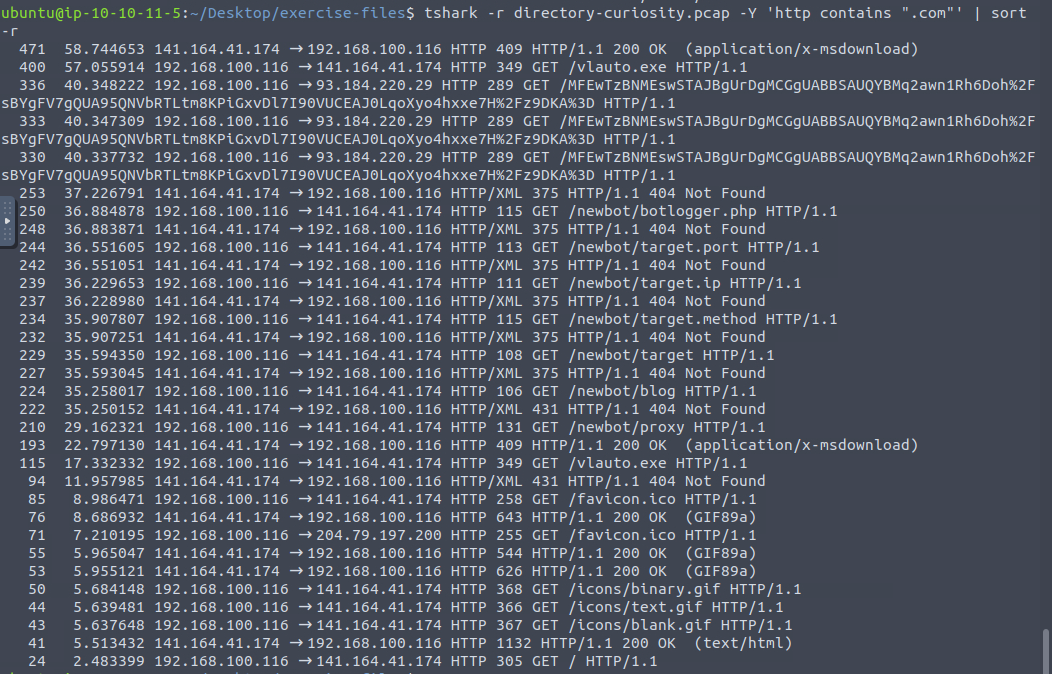 ubuntu@ip-10-10-11-5:~/Desktop/exercise-files$ tshark -r directory-curiosity.pcap -Y 'http contains ".com"' | sort
-r
471 58.744653 141.164.41.174 → 192.168.100.116 HTTP 409 HTTP/1.1 200 OK (application/x-msdownload)
400 57.055914 192.168.100.116 → 141.164.41.174 HTTP 349 GET /vlauto.exe HTTP/1.1
336 40.348222 192.168.100.116 → 93.184.220.29 HTTP 289 GET /MFEwTzBNMEswSTAJBgUrDgMCGgUABBSAUQYBMq2awn1Rh6Doh%2F
sBYgFV7gQUA95QNVbRTLtm8KPiGxvDl7I90VUCEAJ0LqoXyo4hxxe7H%2Fz9DKA%3D HTTP/1.1
333 40.347309 192.168.100.116 → 93.184.220.29 HTTP 289 GET /MFEwTzBNMEswSTAJBgUrDgMCGgUABBSAUQYBMq2awn1Rh6Doh%2F
sBYgFV7gQUA95QNVbRTLtm8KPiGxvDl7I90VUCEAJ0LqoXyo4hxxe7H%2Fz9DKA%3D HTTP/1.1
330 40.337732 192.168.100.116 → 93.184.220.29 HTTP 289 GET /MFEwTzBNMEswSTAJBgUrDgMCGgUABBSAUQYBMq2awn1Rh6Doh%2F
sBYgFV7gQUA95QNVbRTLtm8KPiGxvDl7I90VUCEAJ0LqoXyo4hxxe7H%2Fz9DKA%3D HTTP/1.1
253 37.226791 141.164.41.174 → 192.168.100.116 HTTP/XML 375 HTTP/1.1 404 Not Found
250 36.884878 192.168.100.116 → 141.164.41.174 HTTP 115 GET /newbot/botlogger.php HTTP/1.1
248 36.883871 141.164.41.174 → 192.168.100.116 HTTP/XML 375 HTTP/1.1 404 Not Found
244 36.551605 192.168.100.116 → 141.164.41.174 HTTP 113 GET /newbot/target.port HTTP/1.1
242 36.551051 141.164.41.174 → 192.168.100.116 HTTP/XML 375 HTTP/1.1 404 Not Found
239 36.229653 192.168.100.116 → 141.164.41.174 HTTP 111 GET /newbot/target.ip HTTP/1.1
237 36.228980 141.164.41.174 → 192.168.100.116 HTTP/XML 375 HTTP/1.1 404 Not Found
234 35.907807 192.168.100.116 → 141.164.41.174 HTTP 115 GET /newbot/target.method HTTP/1.1
232 35.907251 141.164.41.174 → 192.168.100.116 HTTP/XML 375 HTTP/1.1 404 Not Found
229 35.594350 192.168.100.116 → 141.164.41.174 HTTP 108 GET /newbot/target HTTP/1.1
227 35.593045 141.164.41.174 → 192.168.100.116 HTTP/XML 375 HTTP/1.1 404 Not Found
224 35.258017 192.168.100.116 → 141.164.41.174 HTTP 106 GET /newbot/blog HTTP/1.1
222 35.250152 141.164.41.174 → 192.168.100.116 HTTP/XML 431 HTTP/1.1 404 Not Found
210 29.162321 192.168.100.116 → 141.164.41.174 HTTP 131 GET /newbot/proxy HTTP/1.1
193 22.797130 141.164.41.174 → 192.168.100.116 HTTP 409 HTTP/1.1 200 OK (application/x-msdownload)
115 17.332332 192.168.100.116 → 141.164.41.174 HTTP 349 GET /vlauto.exe HTTP/1.1
94 11.957985 141.164.41.174 → 192.168.100.116 HTTP/XML 431 HTTP/1.1 404 Not Found
85 8.986471 192.168.100.116 → 141.164.41.174 HTTP 258 GET /favicon.ico HTTP/1.1
76 8.686932 141.164.41.174 → 192.168.100.116 HTTP 643 HTTP/1.1 200 OK (GIF89a)
71 7.210195 192.168.100.116 → 204.79.197.200 HTTP 255 GET /favicon.ico HTTP/1.1
55 5.965047 141.164.41.174 → 192.168.100.116 HTTP 544 HTTP/1.1 200 OK (GIF89a)
53 5.955121 141.164.41.174 → 192.168.100.116 HTTP 626 HTTP/1.1 200 OK (GIF89a)
50 5.684148 192.168.100.116 → 141.164.41.174 HTTP 368 GET /icons/binary.gif HTTP/1.1
44 5.639481 192.168.100.116 → 141.164.41.174 HTTP 366 GET /icons/text.gif HTTP/1.1
43 5.637648 192.168.100.116 → 141.164.41.174 HTTP 367 GET /icons/blank.gif HTTP/1.1
41 5.513432 141.164.41.174 → 192.168.100.116 HTTP 1132 HTTP/1.1 200 OK (text/html)
24 2.483399 192.168.100.116 → 141.164.41.174 HTTP 305 GET / HTTP/1.1